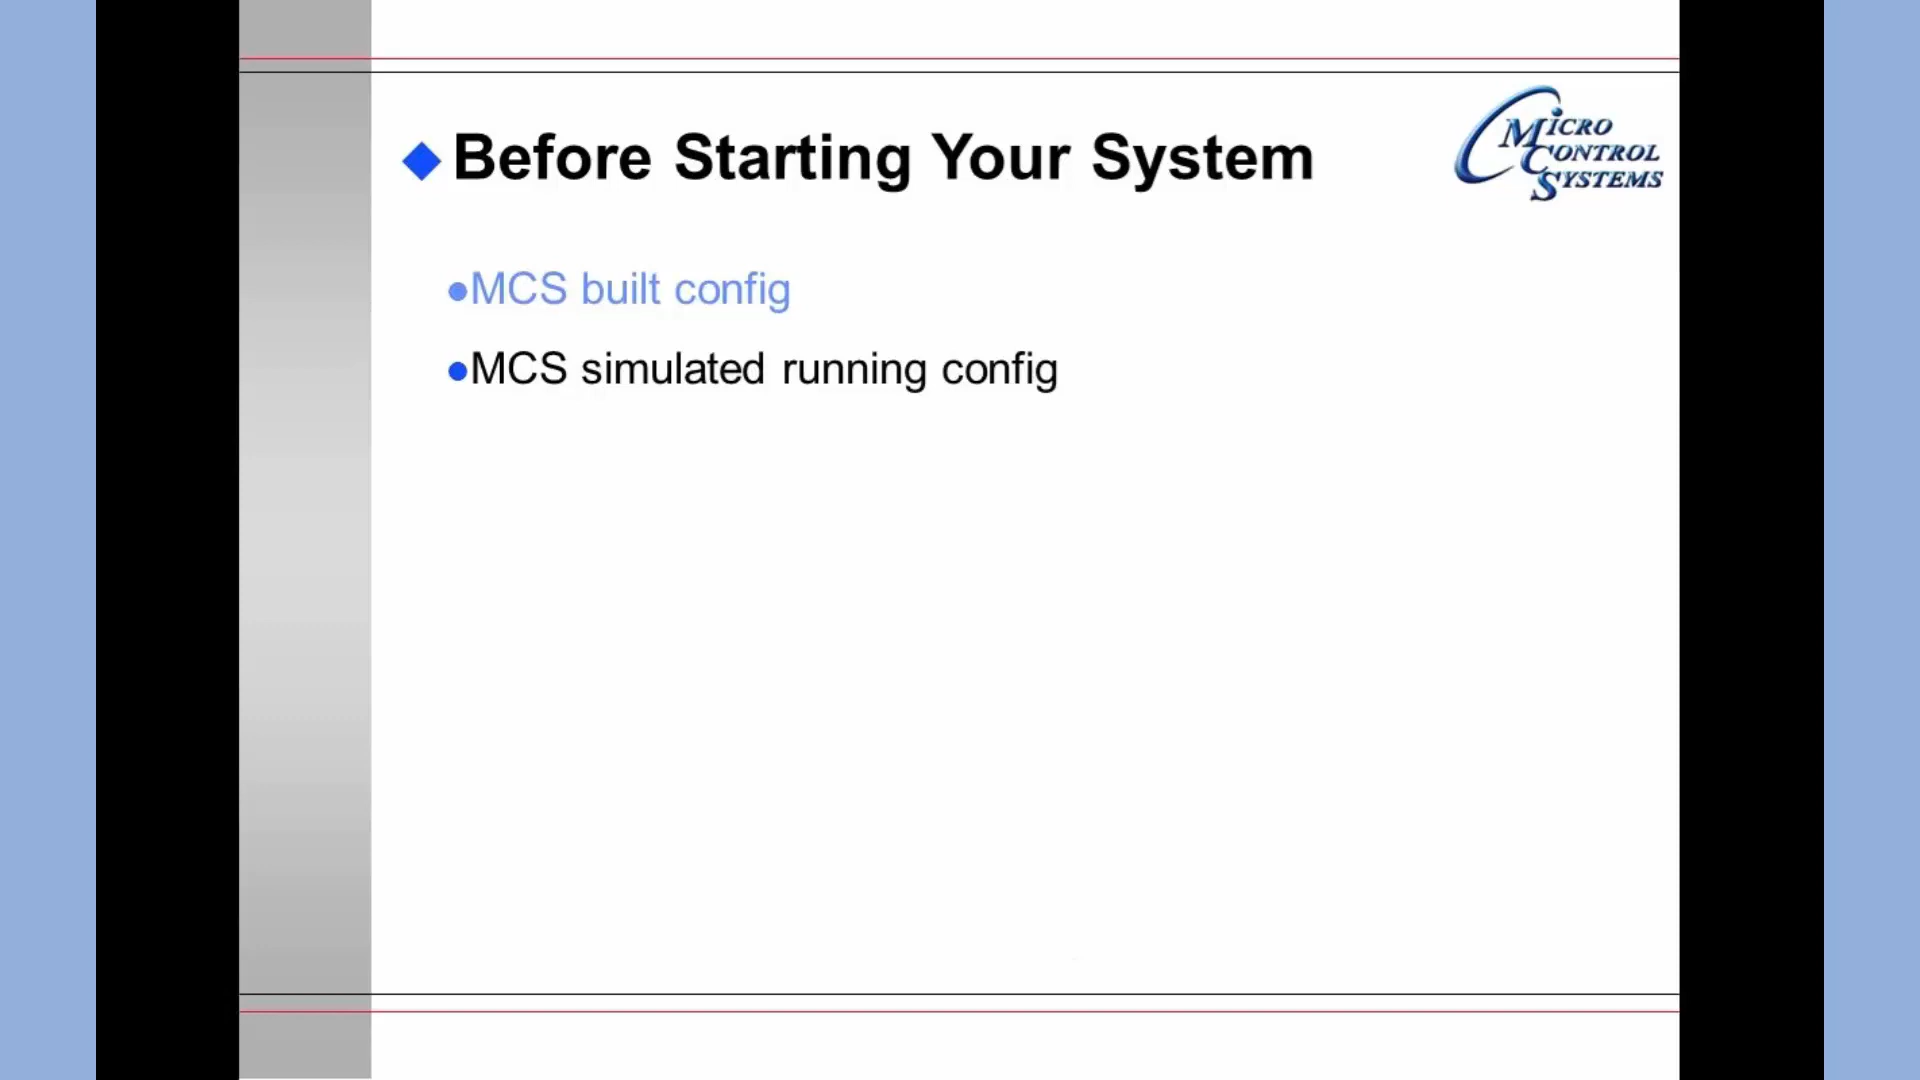 Before Starting Your System
MICRO
CONTROL
SYSTEMS
●MCS built config
●MCS simulated running config